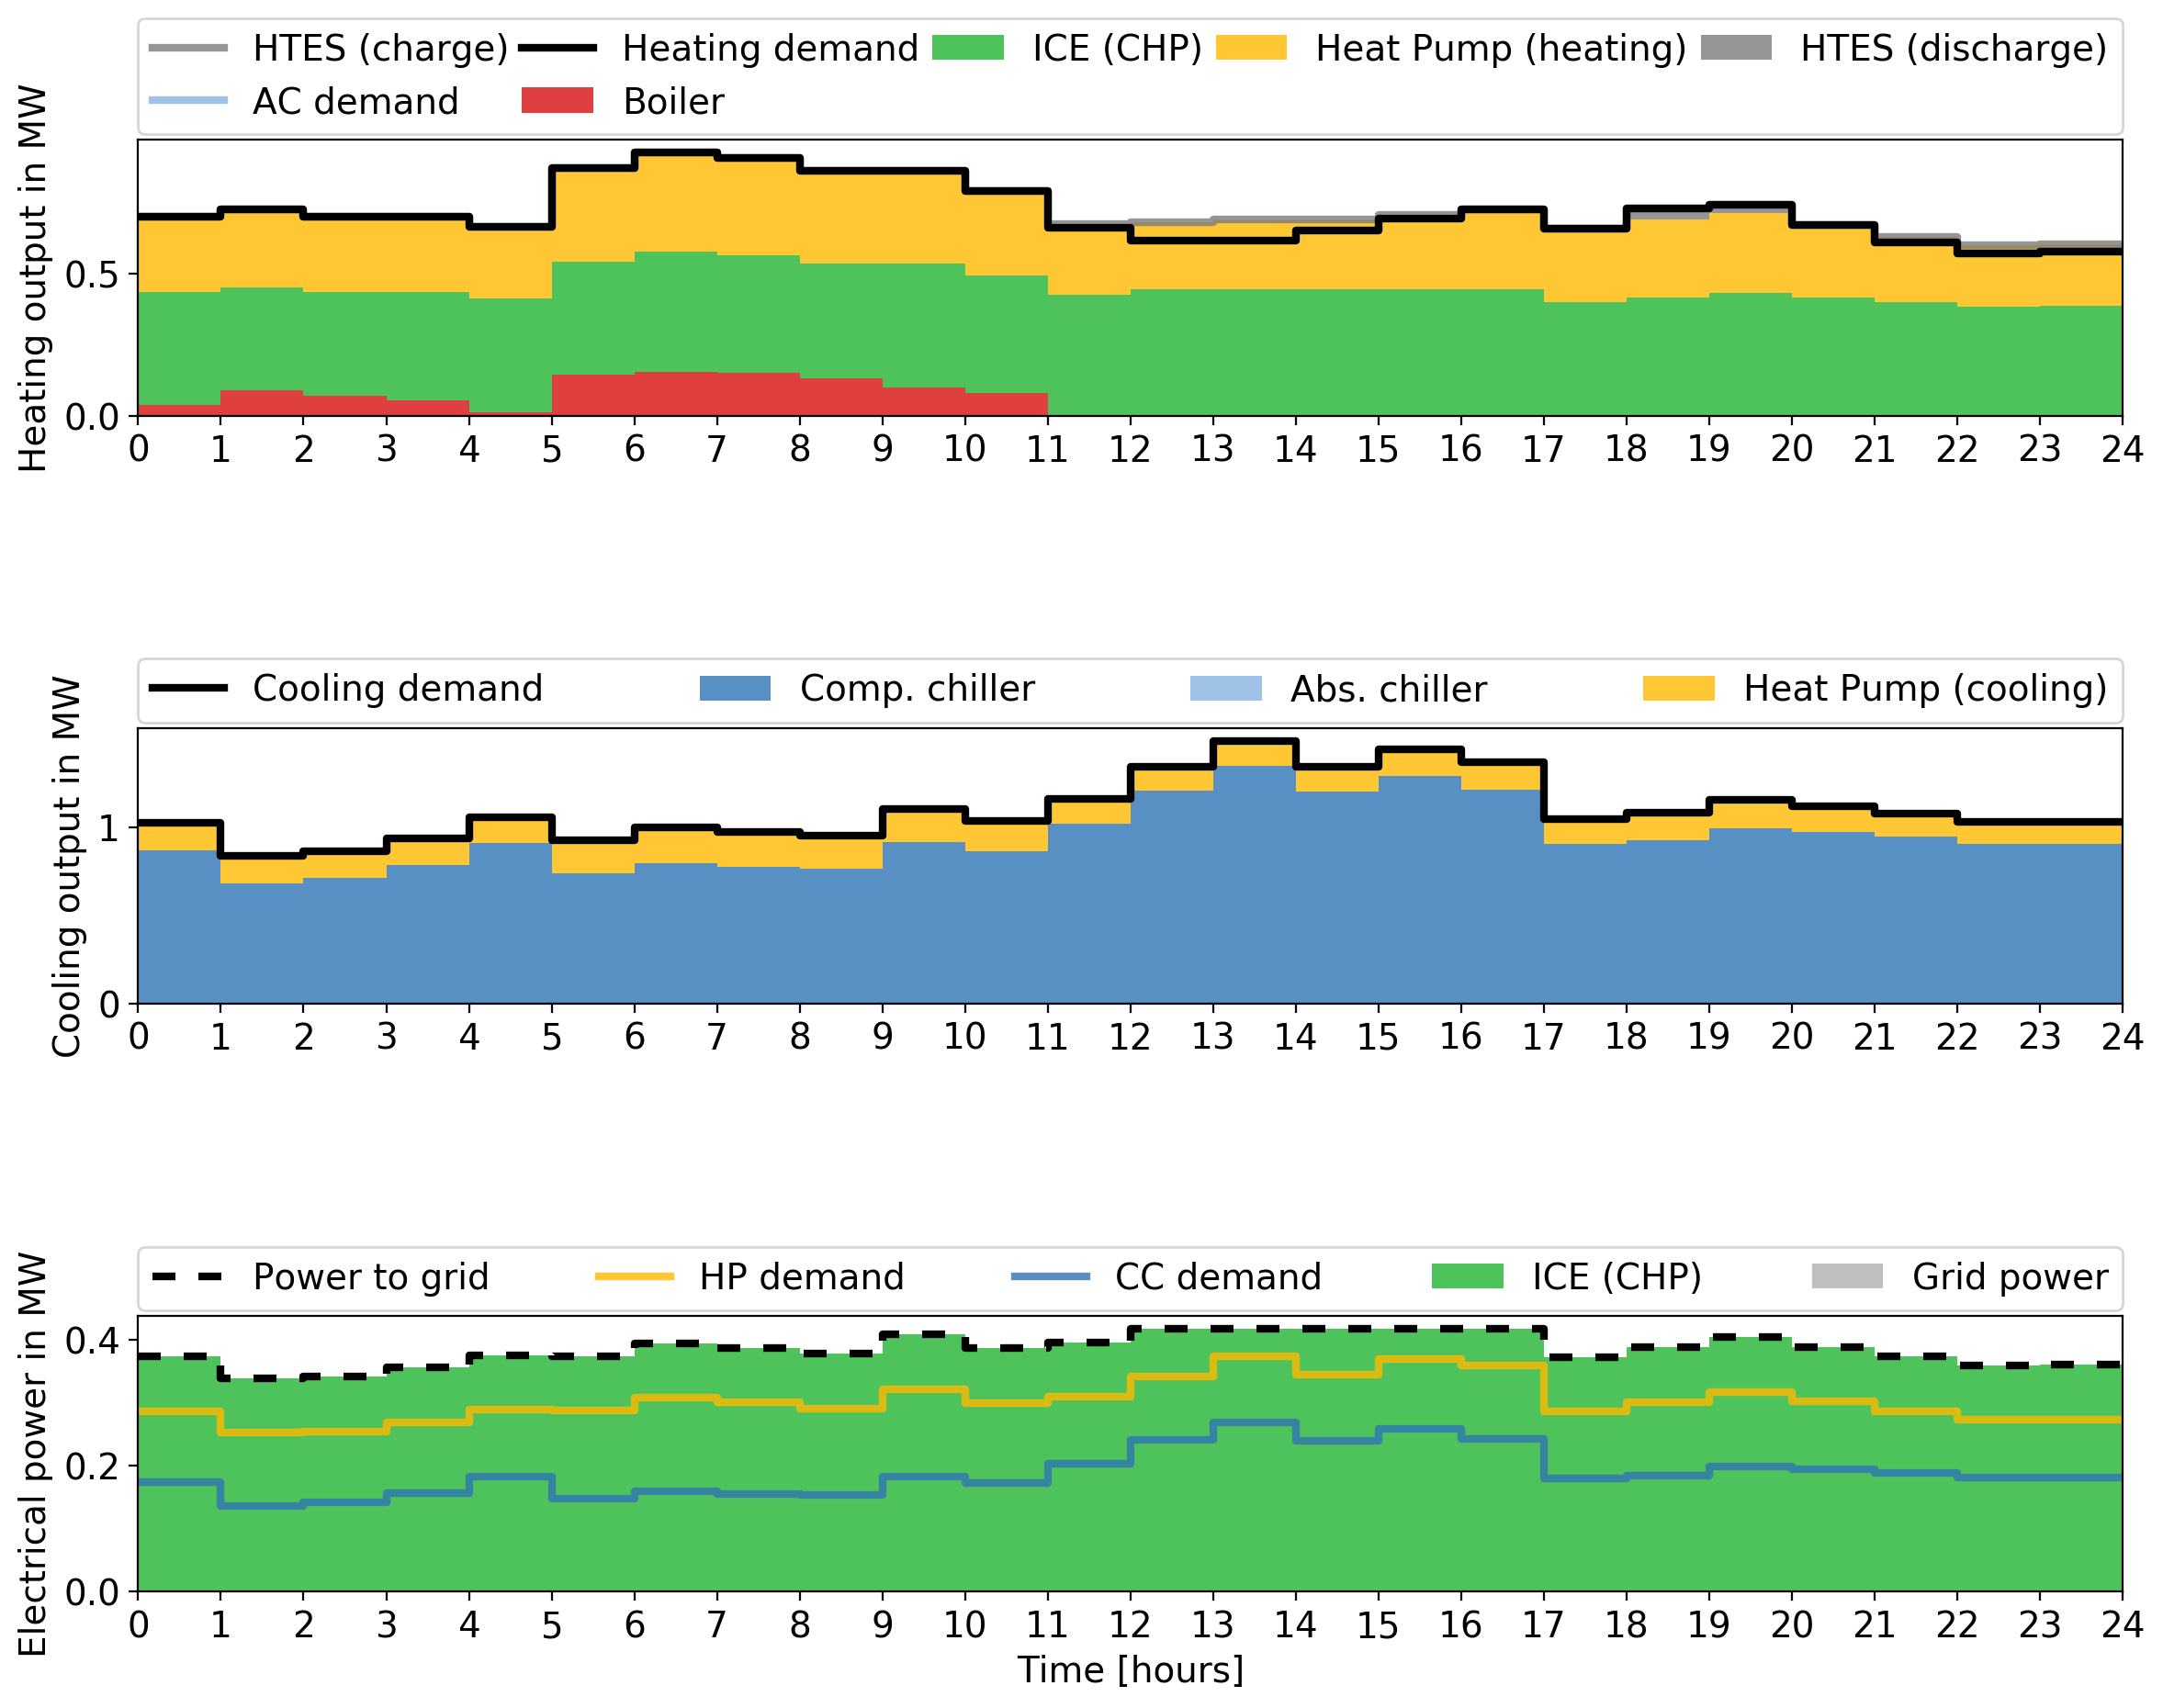 HTES (charge) Heating demand ICE (CHP) Heat Pump (heating) HTES (discharge)
AC demand Boiler
Heating output in MW
0.5
0.0
0 1 2 3 4 5 6 7 8 9 10 11 12 13 14 15 16 17 18 19 20 21 22 23 24
Cooling demand Comp. chiller Abs. chiller Heat Pump (cooling)
Cooling output in MW
1
0
0 1 2 3 4 5 6 7 8 9 10 11 12 13 14 15 16 17 18 19 20 21 22 23 24
Power to grid HP demand CC demand ICE (CHP) Grid power
Electrical power in MW
0.4
0.2
0.0
0 1 2 3 4 5 6 7 8 9 10 11 12 13 14 15 16 17 18 19 20 21 22 23 24
Time [hours]